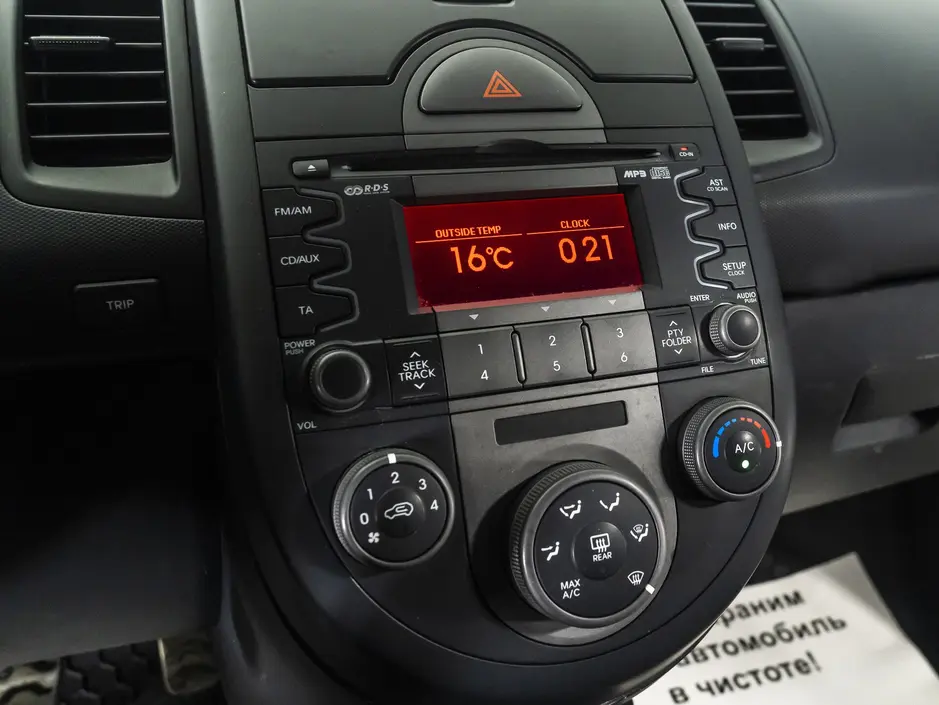 CD-IN
MP3 disc
R·D·S
FM/AM
AST
CD SCAN
OUTSIDE TEMP CLOCK
16°C 0 21
INFO
CD/AUX
SETUP
CLOCK
TRIP
TA
ENTER AUDIO
PUSH
POWER
PUSH
SEEK
TRACK
1 2 3
4 5 6
PTY
FOLDER
FILE TUNE
VOL
A/C
0 1 2 3 4
REAR
MAX
A/C
автомобиль
в чистоте!